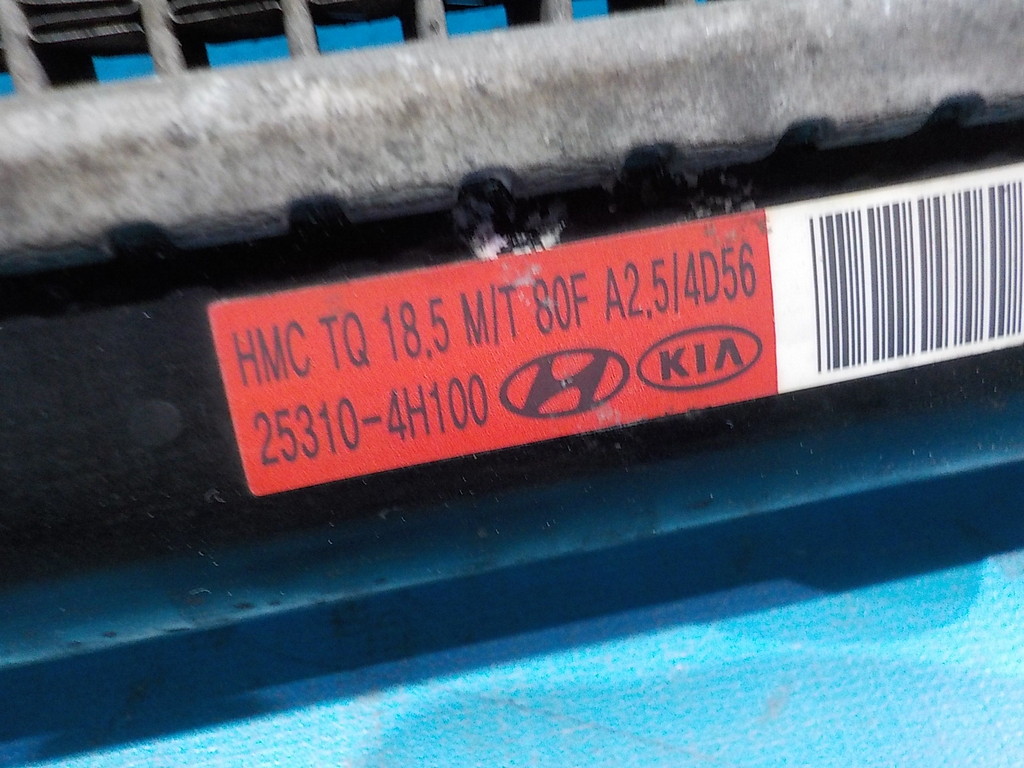 HMC TQ 18,5 M/T 80F A2,5/4D56
25310-4H100 KIA